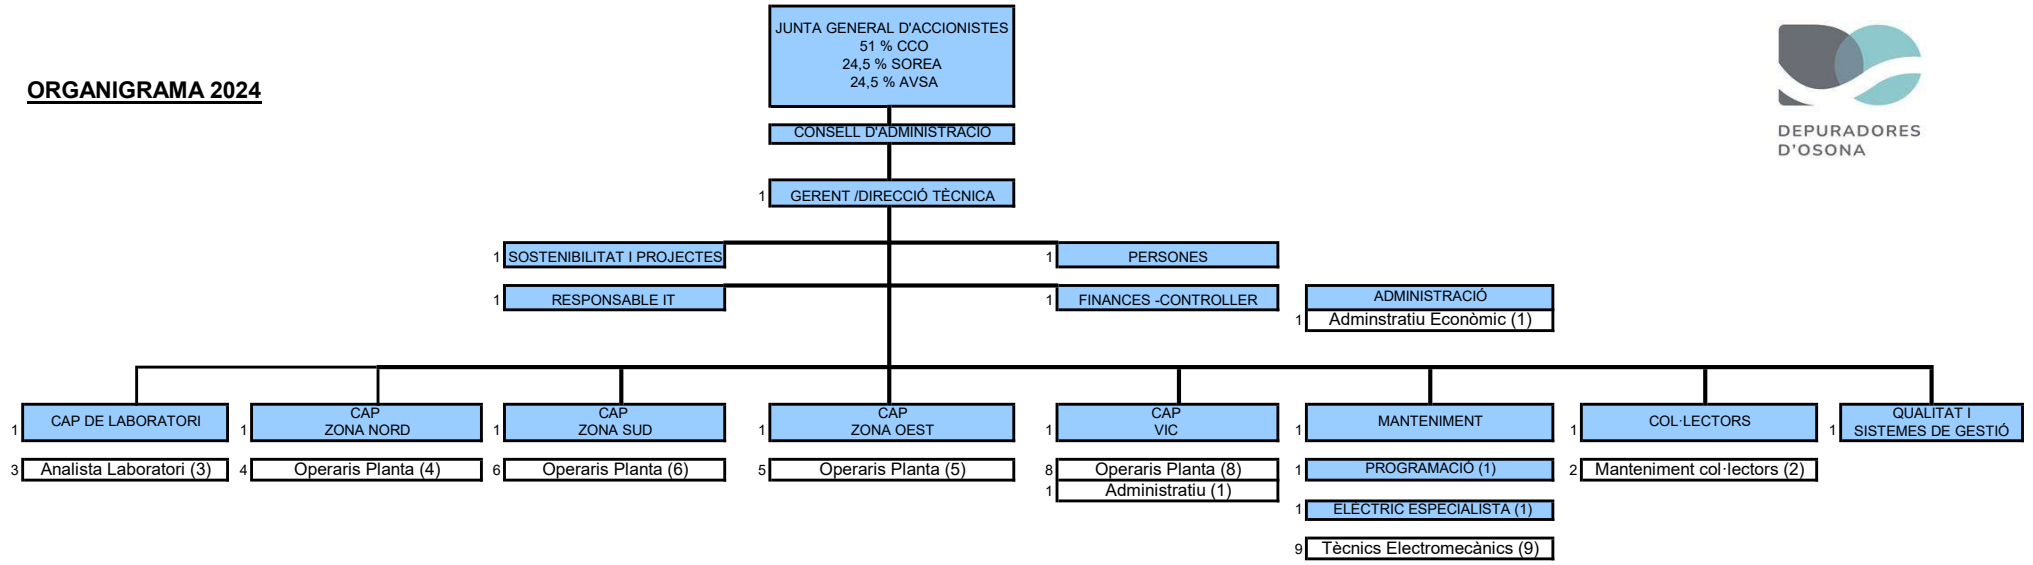 JUNTA GENERAL D'ACCIONISTES
51 % CCO
24,5 % SOREA
24,5 % AVSA
ORGANIGRAMA 2024
DEPURADORES
D'OSONA
CONSELL D'ADMINISTRACIO
1 GERENT /DIRECCIÓ TÈCNICA
1 SOSTENIBILITAT I PROJECTES
1 PERSONES
1 RESPONSABLE IT
1 FINANCES -CONTROLLER
ADMINISTRACIÓ
1 Adminstratiu Econòmic (1)
1 CAP DE LABORATORI
1 CAP
ZONA NORD
1 CAP
ZONA SUD
1 CAP
ZONA OEST
1 CAP
VIC
1 MANTENIMENT
1 COL·LECTORS
1 QUALITAT I
SISTEMES DE GESTIÓ
3 Analista Laboratori (3)
4 Operaris Planta (4)
6 Operaris Planta (6)
5 Operaris Planta (5)
8 Operaris Planta (8)
1 Administratiu (1)
1 PROGRAMACIÓ (1)
2 Manteniment col·lectors (2)
1 ELÈCTRIC ESPECIALISTA (1)
9 Tècnics Electromecànics (9)